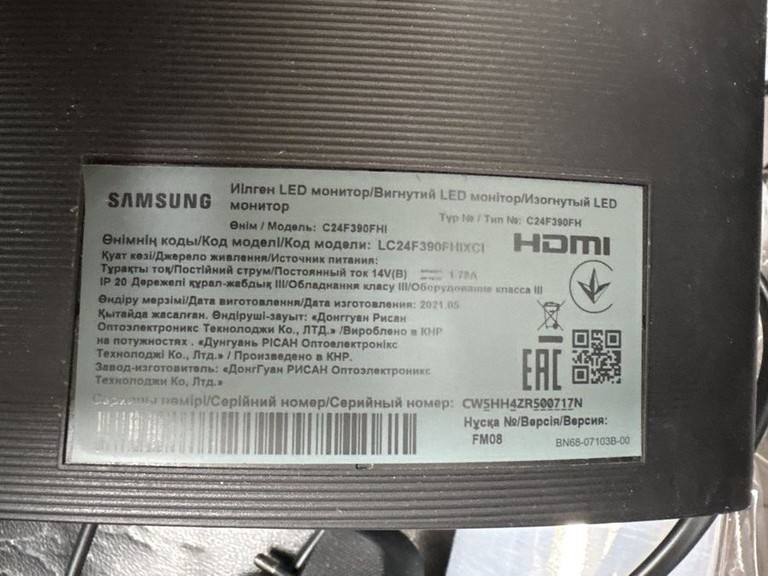 SAMSUNG
Иілген LED монитор/Вигнутий LED монітор/Изогнутый LED
монитор
Өнім / Модель: C24F390FHI
Тур № / Тип №: C24F390FH
Өнімнің коды/Код моделі/Код модели: LC24F390FHIXCI
HDMI
Қуат көзі/Джерело живлення/Источник питания:
Тұрақты ток/Постійний струм/Постоянный ток 14V(В) 1.78A
IP 20 Дәрежелі құрал-жабдық III/Обладнання класу III/Оборудование класса III
Өндіру мерзімі/Дата виготовлення/Дата изготовления: 2021.05
Қытайда жасалған. Өндіруші-зауыт: «Донггуан Рисан
Оптоэлектроникс Текнолоджи Ко., ЛТД.» /Вироблено в КНР
на потужностях . «Дунгуань РІСАН Оптоелектронікс
Технолоджі Ко., Лтд.» / Произведено в КНР.
Завод-изготовитель: «ДонгГуан РИСАН Оптоэлектроникс
Текнолоджи Ко., ЛТД.»
EAC
нөмірі/Серійний номер/Серийный номер: CW5HH4ZR500717N
Нұсқа №/Версія/Версия:
FM08
BN68-07103B-00